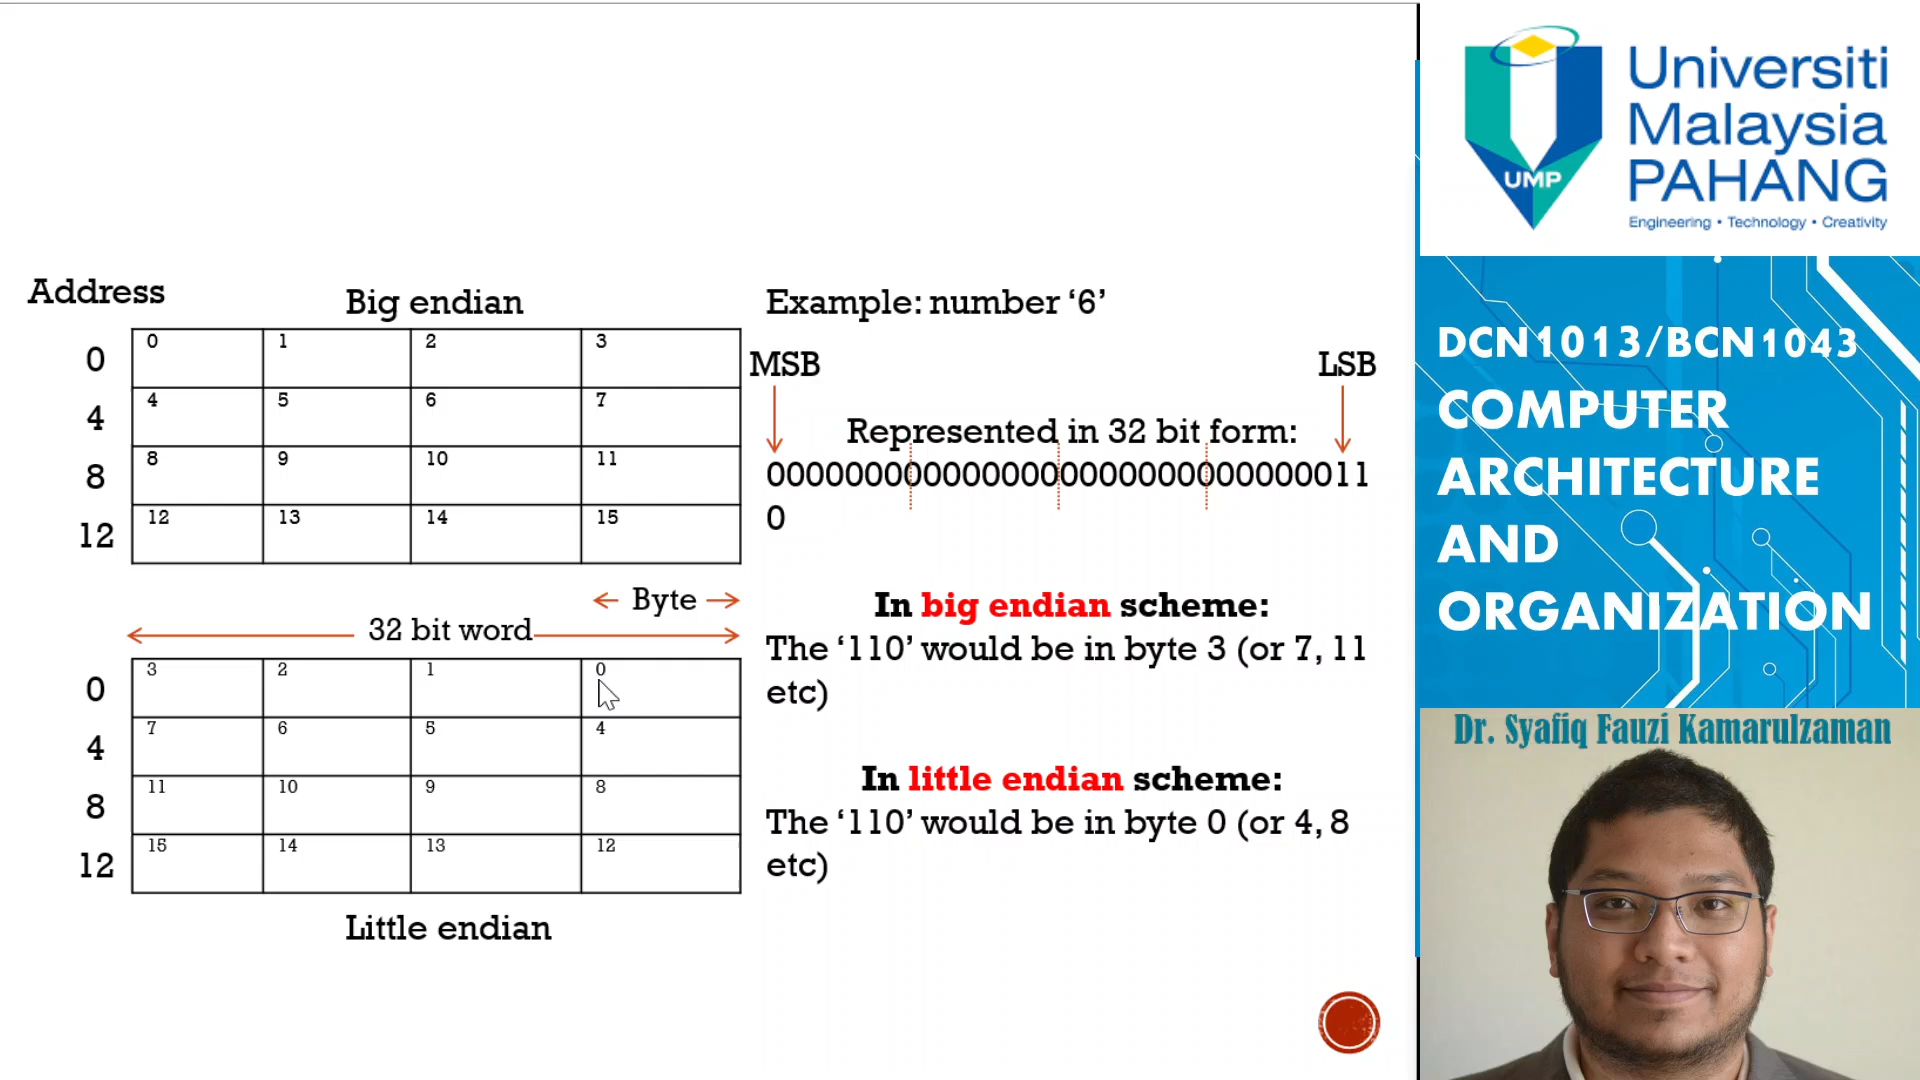 Address
Big endian
0 1 2 3
0
4 5 6 7
4
8 9 10 11
8
12 13 14 15
12
Byte
32 bit word
3 2 1 0
0
7 6 5 4
4
11 10 9 8
8
15 14 13 12
12
Little endian
Example: number ‘6’
MSB LSB
Represented in 32 bit form:
0000000000000000000000000000011
0
In big endian scheme:
The ‘110’ would be in byte 3 (or 7, 11
etc)
In little endian scheme:
The ‘110’ would be in byte 0 (or 4, 8
etc)
UMP
Universiti
Malaysia
PAHANG
Engineering • Technology • Creativity
DCN1013/BCN1043
COMPUTER
ARCHITECTURE
AND
ORGANIZATION
Dr. Syafiq Fauzi Kamarulzaman